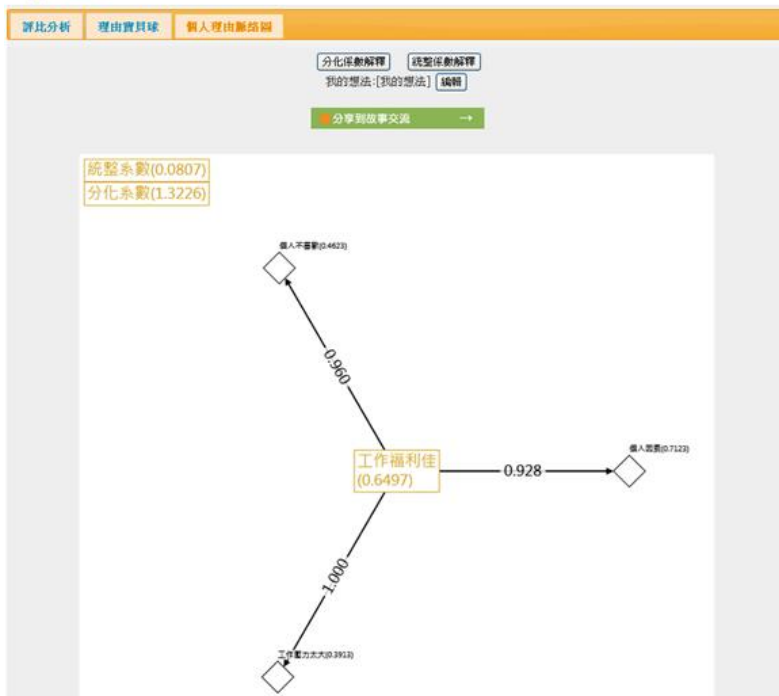 評比分析 理由寶貝球 個人理由脈絡圖
分化係數解釋 統整係數解釋
我的想法:[我的想法] 編輯
分享到故事交流 →
統整系數(0.0807)
分化系數(1.3226)
個人不喜歡(0.4623)
0.960
個人因素(0.7123)
工作福利佳
(0.6497)
0.928
1.000
工作壓力太大(0.3913)